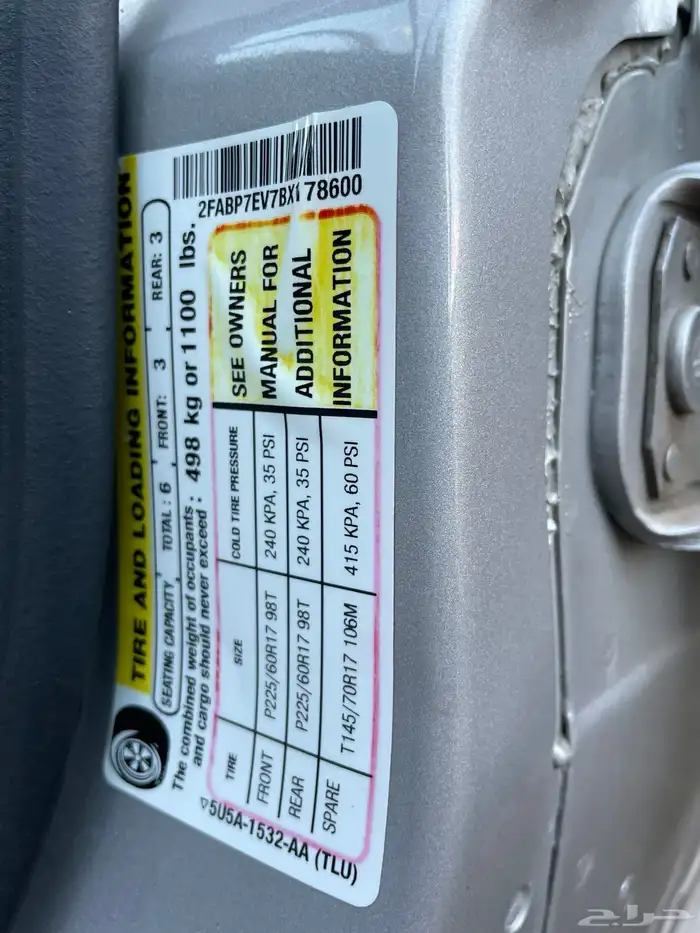 TIRE AND LOADING INFORMATION
SEATING CAPACITY TOTAL : 6 FRONT: 3 REAR: 3
The combined weight of occupants and cargo should never exceed : 498 kg or 1100 lbs.
TIRE SIZE COLD TIRE PRESSURE
FRONT P225/60R17 98T 240 KPA, 35 PSI
REAR P225/60R17 98T 240 KPA, 35 PSI
SPARE T145/70R17 106M 415 KPA, 60 PSI
SEE OWNERS
MANUAL FOR
ADDITIONAL
INFORMATION
5U5A-1532-AA (TLU)
2FABP7EV7BX178600
حراج